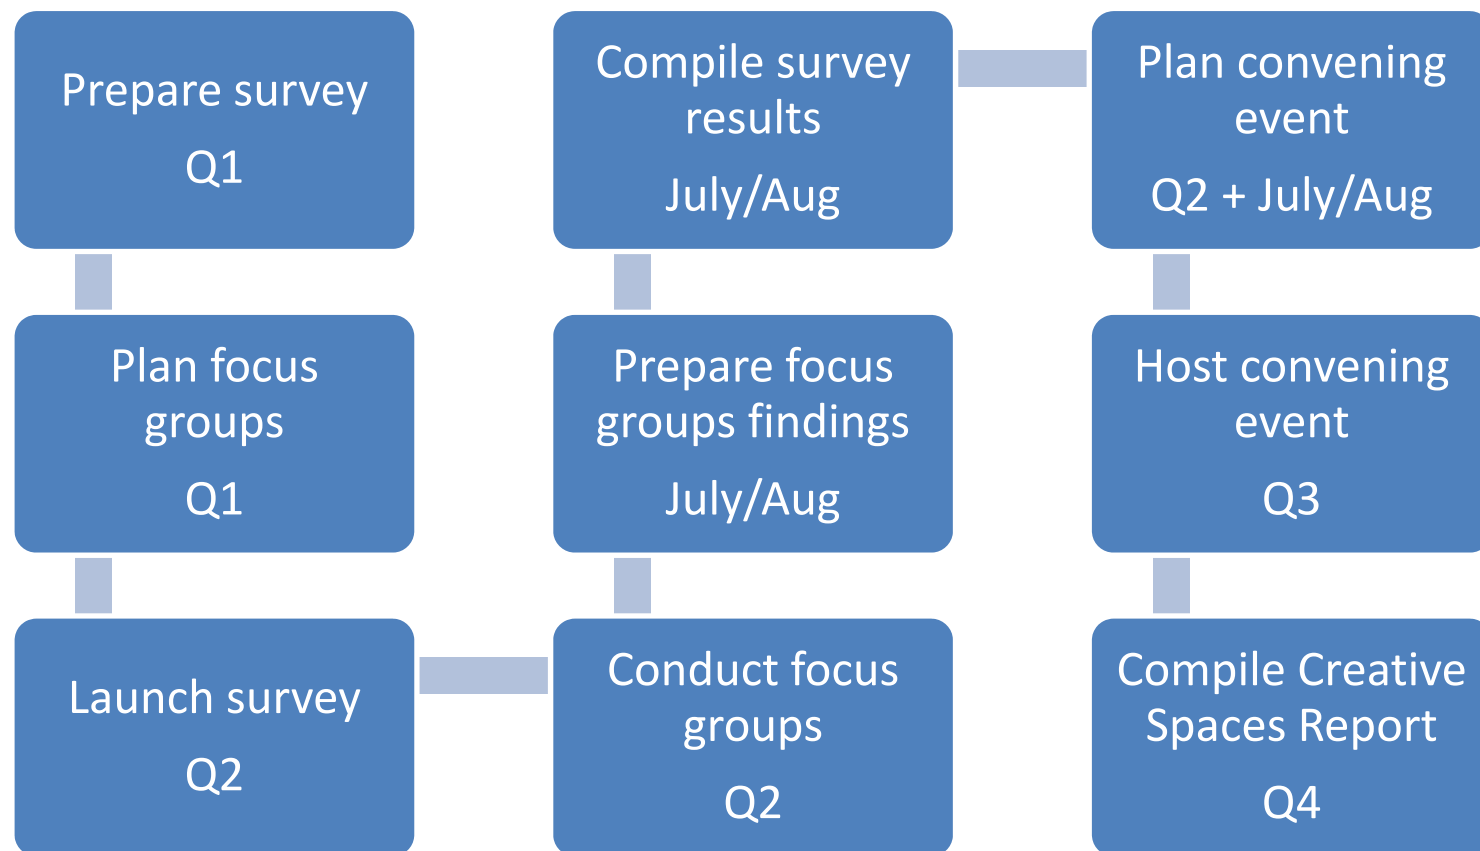 Prepare survey
Q1
Plan focus
groups
Q1
Launch survey
Q2
Conduct focus
groups
Q2
Prepare focus
groups findings
July/Aug
Compile survey
results
July/Aug
Plan convening
event
Q2 + July/Aug
Host convening
event
Q3
Compile Creative
Spaces Report
Q4